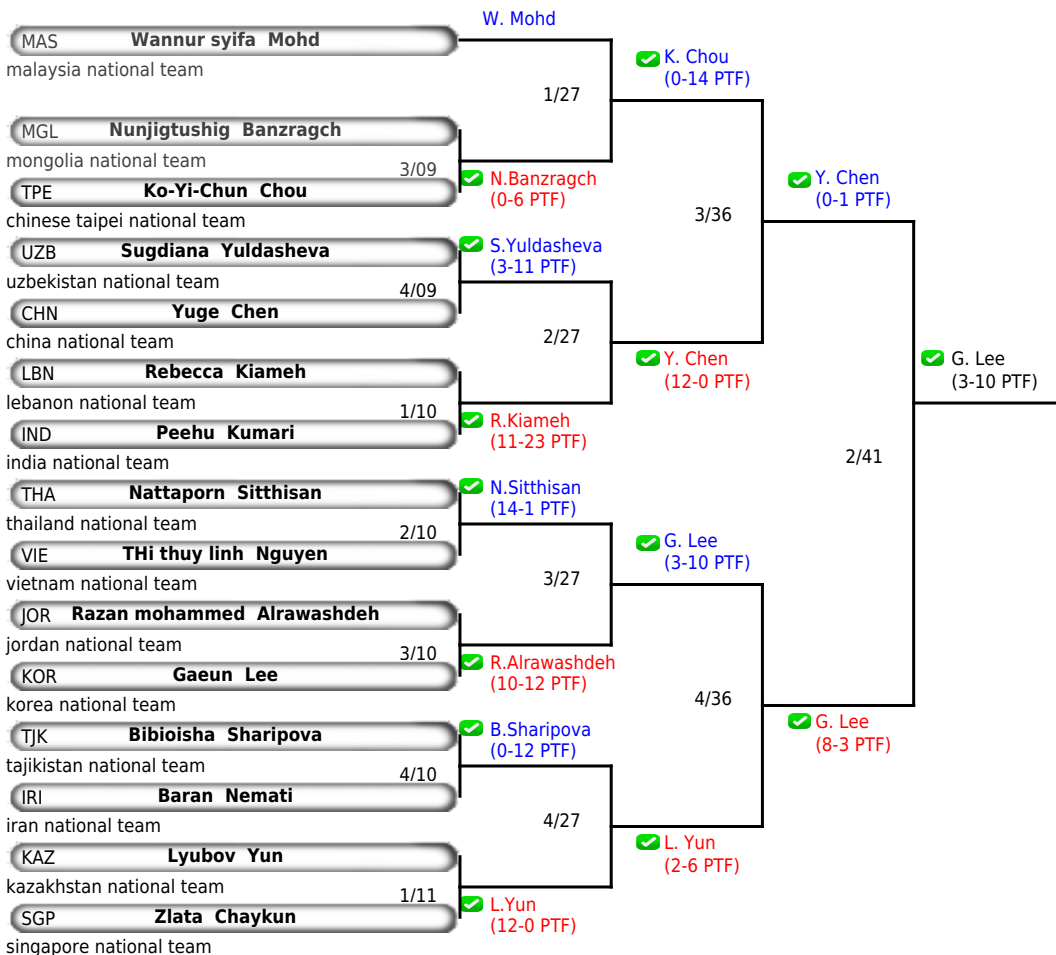 W. Mohd
MAS Wannur syifa Mohd
malaysia national team
K. Chou
(0-14 PTF)
1/27
MGL Nunjigtushig Banzragch
mongolia national team
3/09
N.Banzragch
(0-6 PTF)
TPE Ko-Yi-Chun Chou
chinese taipei national team
Y. Chen
(0-1 PTF)
3/36
UZB Sugdiana Yuldasheva
uzbekistan national team
S.Yuldasheva
(3-11 PTF)
4/09
CHN Yuge Chen
china national team
2/27
Y. Chen
(12-0 PTF)
LBN Rebecca Kiameh
lebanon national team
1/10
R.Kiameh
(11-23 PTF)
IND Peehu Kumari
india national team
G. Lee
(3-10 PTF)
2/41
THA Nattaporn Sitthisan
thailand national team
N.Sitthisan
(14-1 PTF)
2/10
VIE THi thuy linh Nguyen
vietnam national team
G. Lee
(3-10 PTF)
3/27
JOR Razan mohammed Alrawashdeh
jordan national team
3/10
R.Alrawashdeh
(10-12 PTF)
KOR Gaeun Lee
korea national team
4/36
G. Lee
(8-3 PTF)
TJK Bibioisha Sharipova
tajikistan national team
B.Sharipova
(0-12 PTF)
4/10
IRI Baran Nemati
iran national team
4/27
L. Yun
(2-6 PTF)
KAZ Lyubov Yun
kazakhstan national team
1/11
L.Yun
(12-0 PTF)
SGP Zlata Chaykun
singapore national team